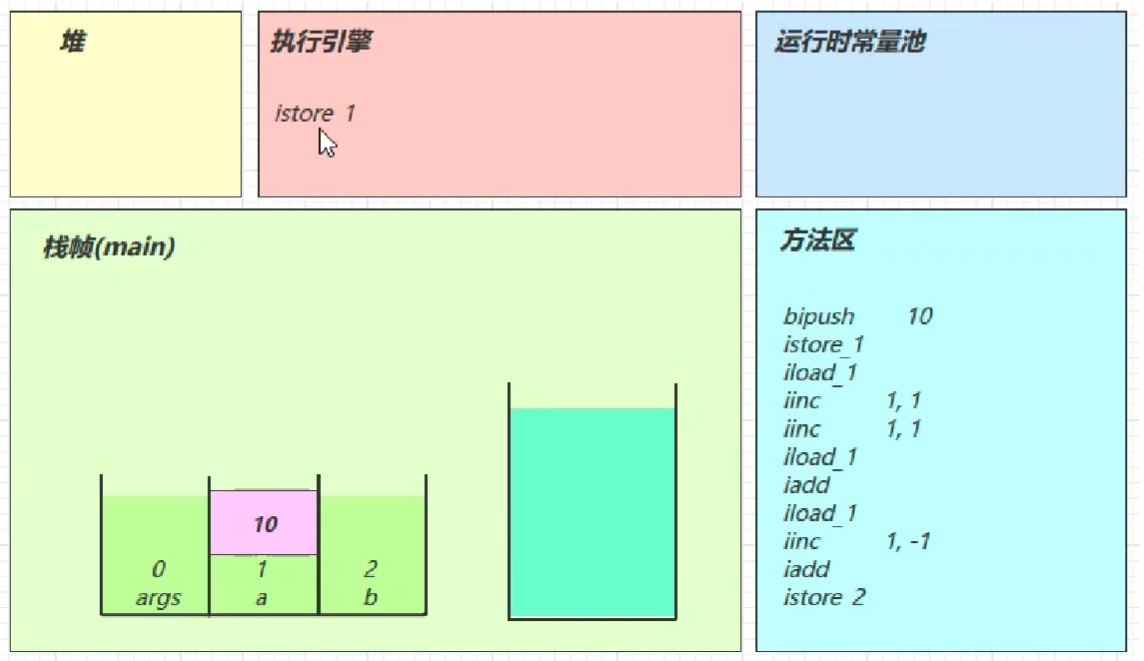 堆
执行引擎
istore 1
运行时常量池
栈帧(main)
10
0 1 2
args a b
方法区
bipush 10
istore_1
iload_1
iinc 1, 1
iinc 1, 1
iload_1
iadd
iload_1
iinc 1, -1
iadd
istore 2